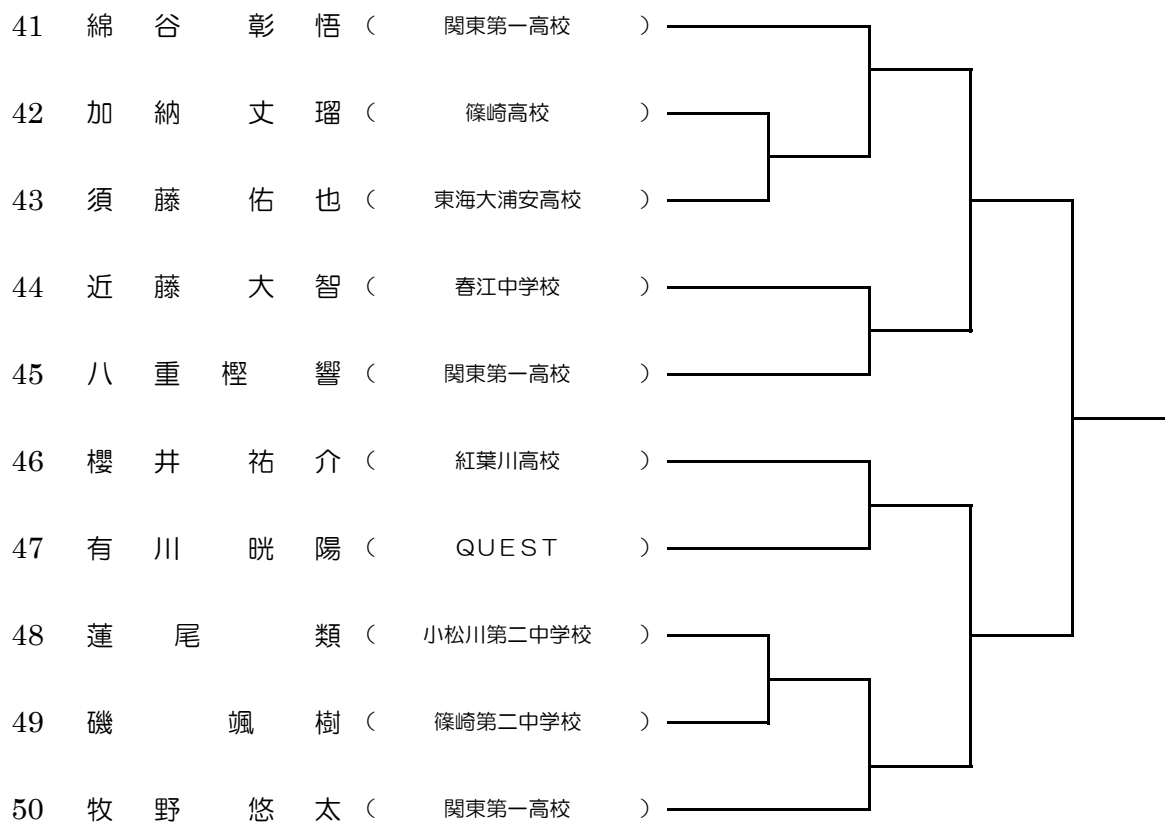 41 綿谷 彰悟 （ 関東第一高校 ）
42 加納 丈瑠 （ 篠崎高校 ）
43 須藤 佑也 （ 東海大浦安高校 ）
44 近藤 大智 （ 春江中学校 ）
45 八重樫 響 （ 関東第一高校 ）
46 櫻井 祐介 （ 紅葉川高校 ）
47 有川 晄陽 （ ＱＵＥＳＴ ）
48 蓮尾 類 （ 小松川第二中学校 ）
49 磯 颯樹 （ 篠崎第二中学校 ）
50 牧野 悠太 （ 関東第一高校 ）